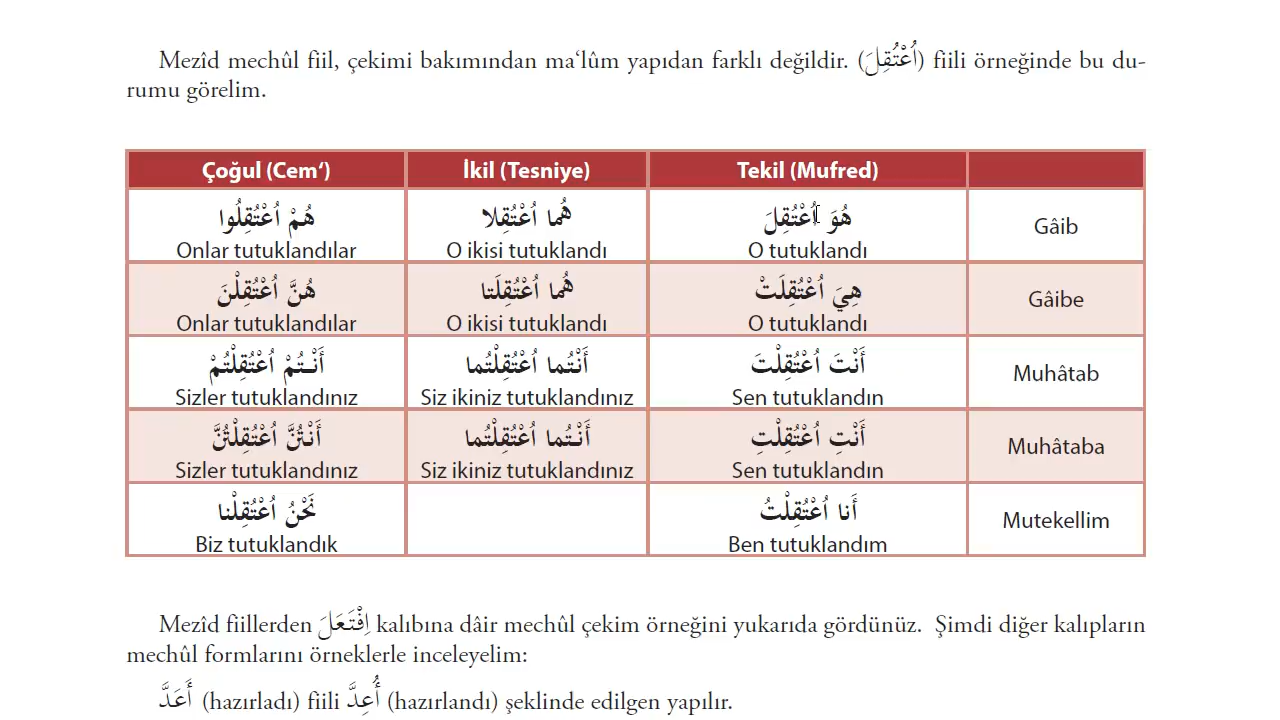 Mezîd mechûl fiil, çekimi bakımından ma‘lûm yapıdan farklı değildir. (اُعْتُقِلَ) fiili örneğinde bu du-
rumu görelim.
Çoğul (Cem‘) İkil (Tesniye) Tekil (Mufred)
هُمْ اُعْتُقِلُوا هُما اُعْتُقِلا هُوَ اُعْتُقِلَ Gâib
Onlar tutuklandılar O ikisi tutuklandı O tutuklandı
هُنَّ اُعْتُقِلْنَ هُما اُعْتُقِلَتا هِيَ اُعْتُقِلَتْ Gâibe
Onlar tutuklandılar O ikisi tutuklandı O tutuklandı
أَنْـتُمْ اُعْتُقِلْتُمْ أَنْتُما اُعْتُقِلْتُما أَنْتَ اُعْتُقِلْتَ Muhâtab
Sizler tutuklandınız Siz ikiniz tutuklandınız Sen tutuklandın
أَنْتُنَّ اُعْتُقِلْتُنَّ أَنْـتُما اُعْتُقِلْتُما أَنْتِ اُعْتُقِلْتِ Muhâtaba
Sizler tutuklandınız Siz ikiniz tutuklandınız Sen tutuklandın
نَحْنُ اُعْتُقِلْنا أَنا اُعْتُقِلْتُ Mutekellim
Biz tutuklandık Ben tutuklandım
Mezîd fiillerden اِفْتَعَلَ kalıbına dâir mechûl çekim örneğini yukarıda gördünüz. Şimdi diğer kalıpların
mechûl formlarını örneklerle inceleyelim:
أَعَدَّ (hazırladı) fiili أُعِدَّ (hazırlandı) şeklinde edilgen yapılır.